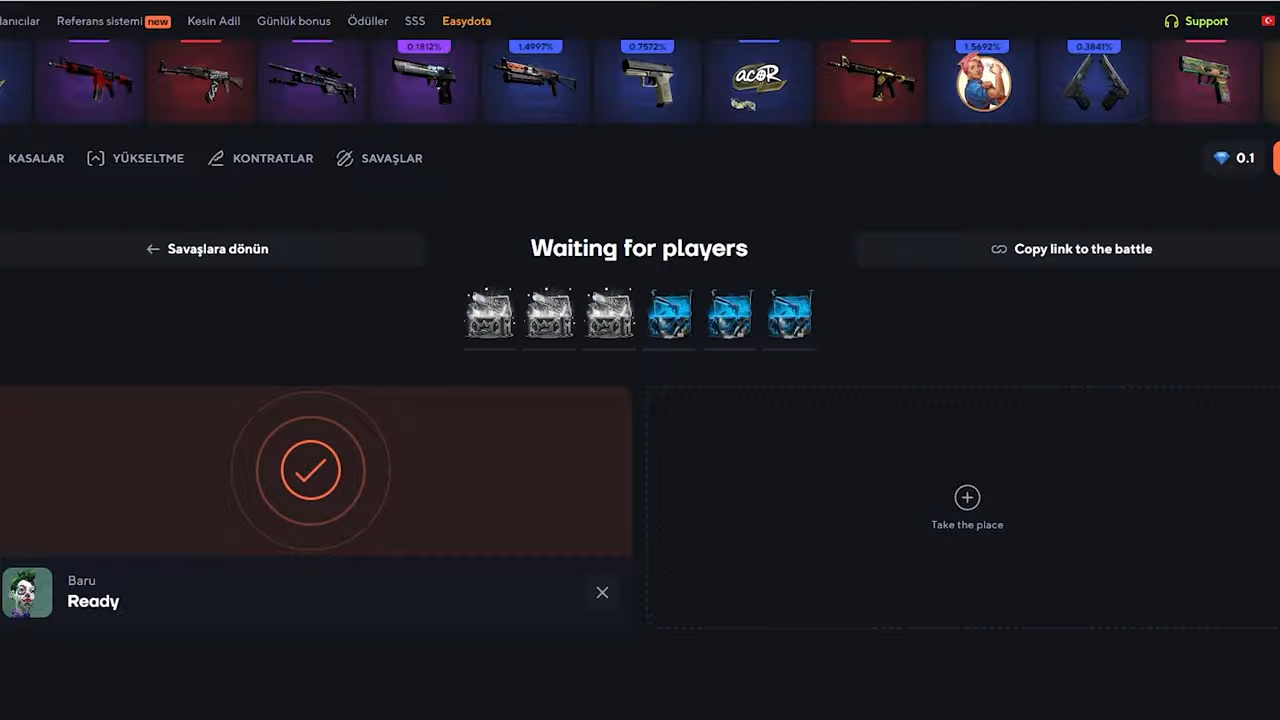 lanıcılar Referans sistemi new Kesin Adil Günlük bonus Ödüller SSS Easydota Support
0.1812% 1.4997% 0.7572% 1.5692% 0.3841%
acoR
KASALAR YÜKSELTME KONTRATLAR SAVAŞLAR 0.1
Savaşlara dönün Waiting for players Copy link to the battle
Take the place
Baru
Ready